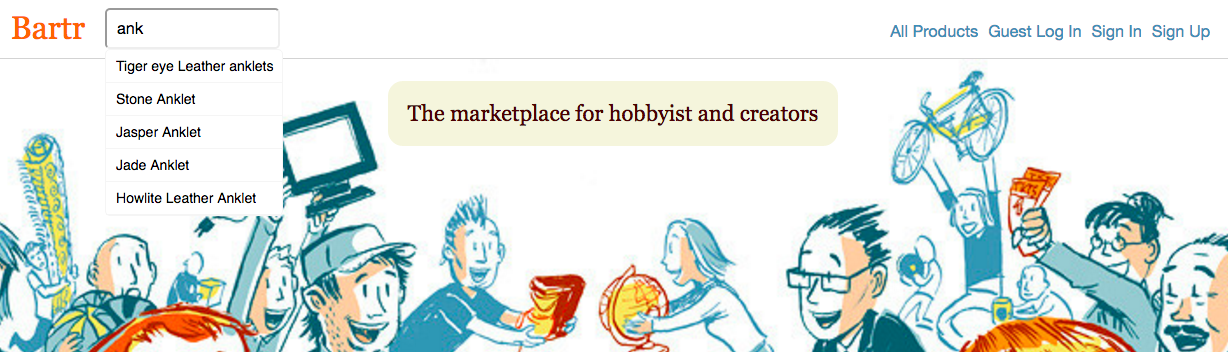 Bartr
ank
All Products Guest Log In Sign In Sign Up
Tiger eye Leather anklets
Stone Anklet
Jasper Anklet
Jade Anklet
Howlite Leather Anklet
The marketplace for hobbyist and creators